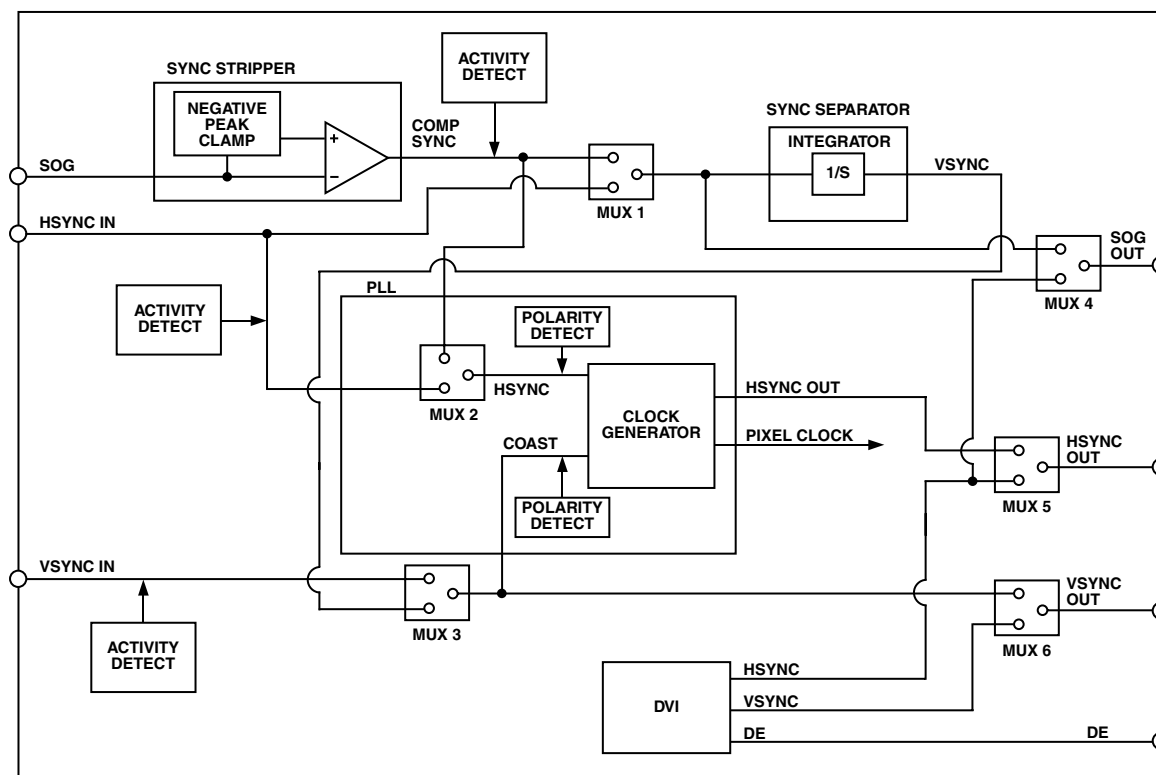 ACTIVITY
DETECT
SYNC STRIPPER
NEGATIVE
PEAK
CLAMP
+
−
COMP
SYNC
SYNC SEPARATOR
INTEGRATOR
1/S
VSYNC
SOG
MUX 1
HSYNC IN
SOG
OUT
MUX 4
PLL
ACTIVITY
DETECT
POLARITY
DETECT
HSYNC
MUX 2
CLOCK
GENERATOR
HSYNC OUT
PIXEL CLOCK
COAST
POLARITY
DETECT
HSYNC
OUT
MUX 5
VSYNC IN
MUX 3
VSYNC
OUT
MUX 6
ACTIVITY
DETECT
DVI
HSYNC
VSYNC
DE
DE